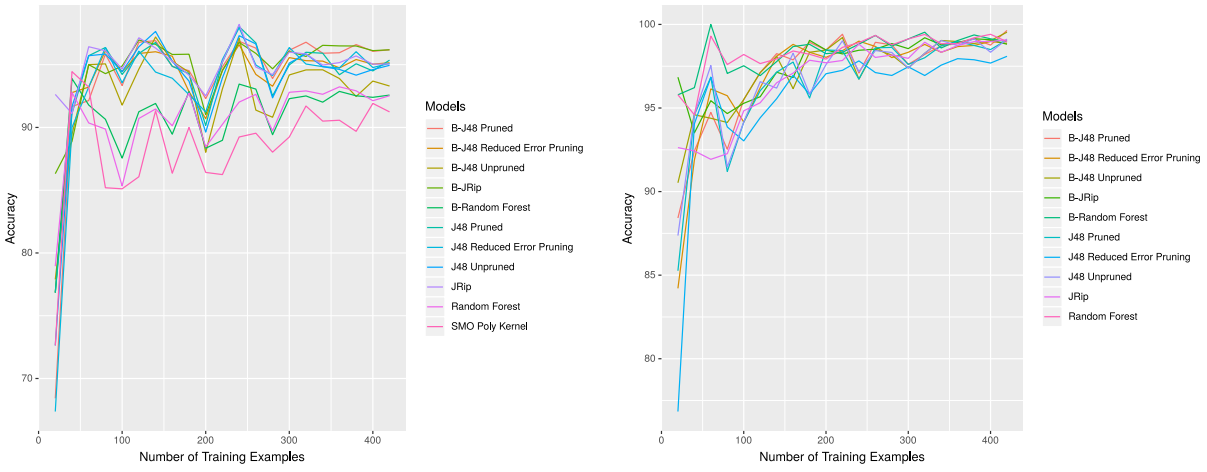 90
80
70
0
100
200
300
400
Accuracy
Number of Training Examples
Models
B-J48 Pruned
B-J48 Reduced Error Pruning
B-J48 Unpruned
B-JRip
B-Random Forest
J48 Pruned
J48 Reduced Error Pruning
J48 Unpruned
JRip
Random Forest
SMO Poly Kernel
100
95
90
85
80
0
100
200
300
400
Accuracy
Number of Training Examples
Models
B-J48 Pruned
B-J48 Reduced Error Pruning
B-J48 Unpruned
B-JRip
B-Random Forest
J48 Pruned
J48 Reduced Error Pruning
J48 Unpruned
JRip
Random Forest